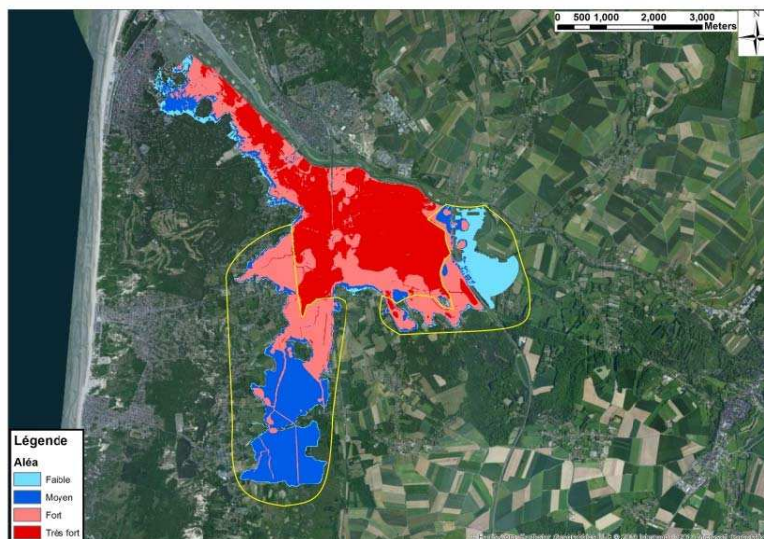 0 500 1,000 2,000 3,000
Meters
N
Légende
Aléa
Faible
Moyen
Fort
Très fort